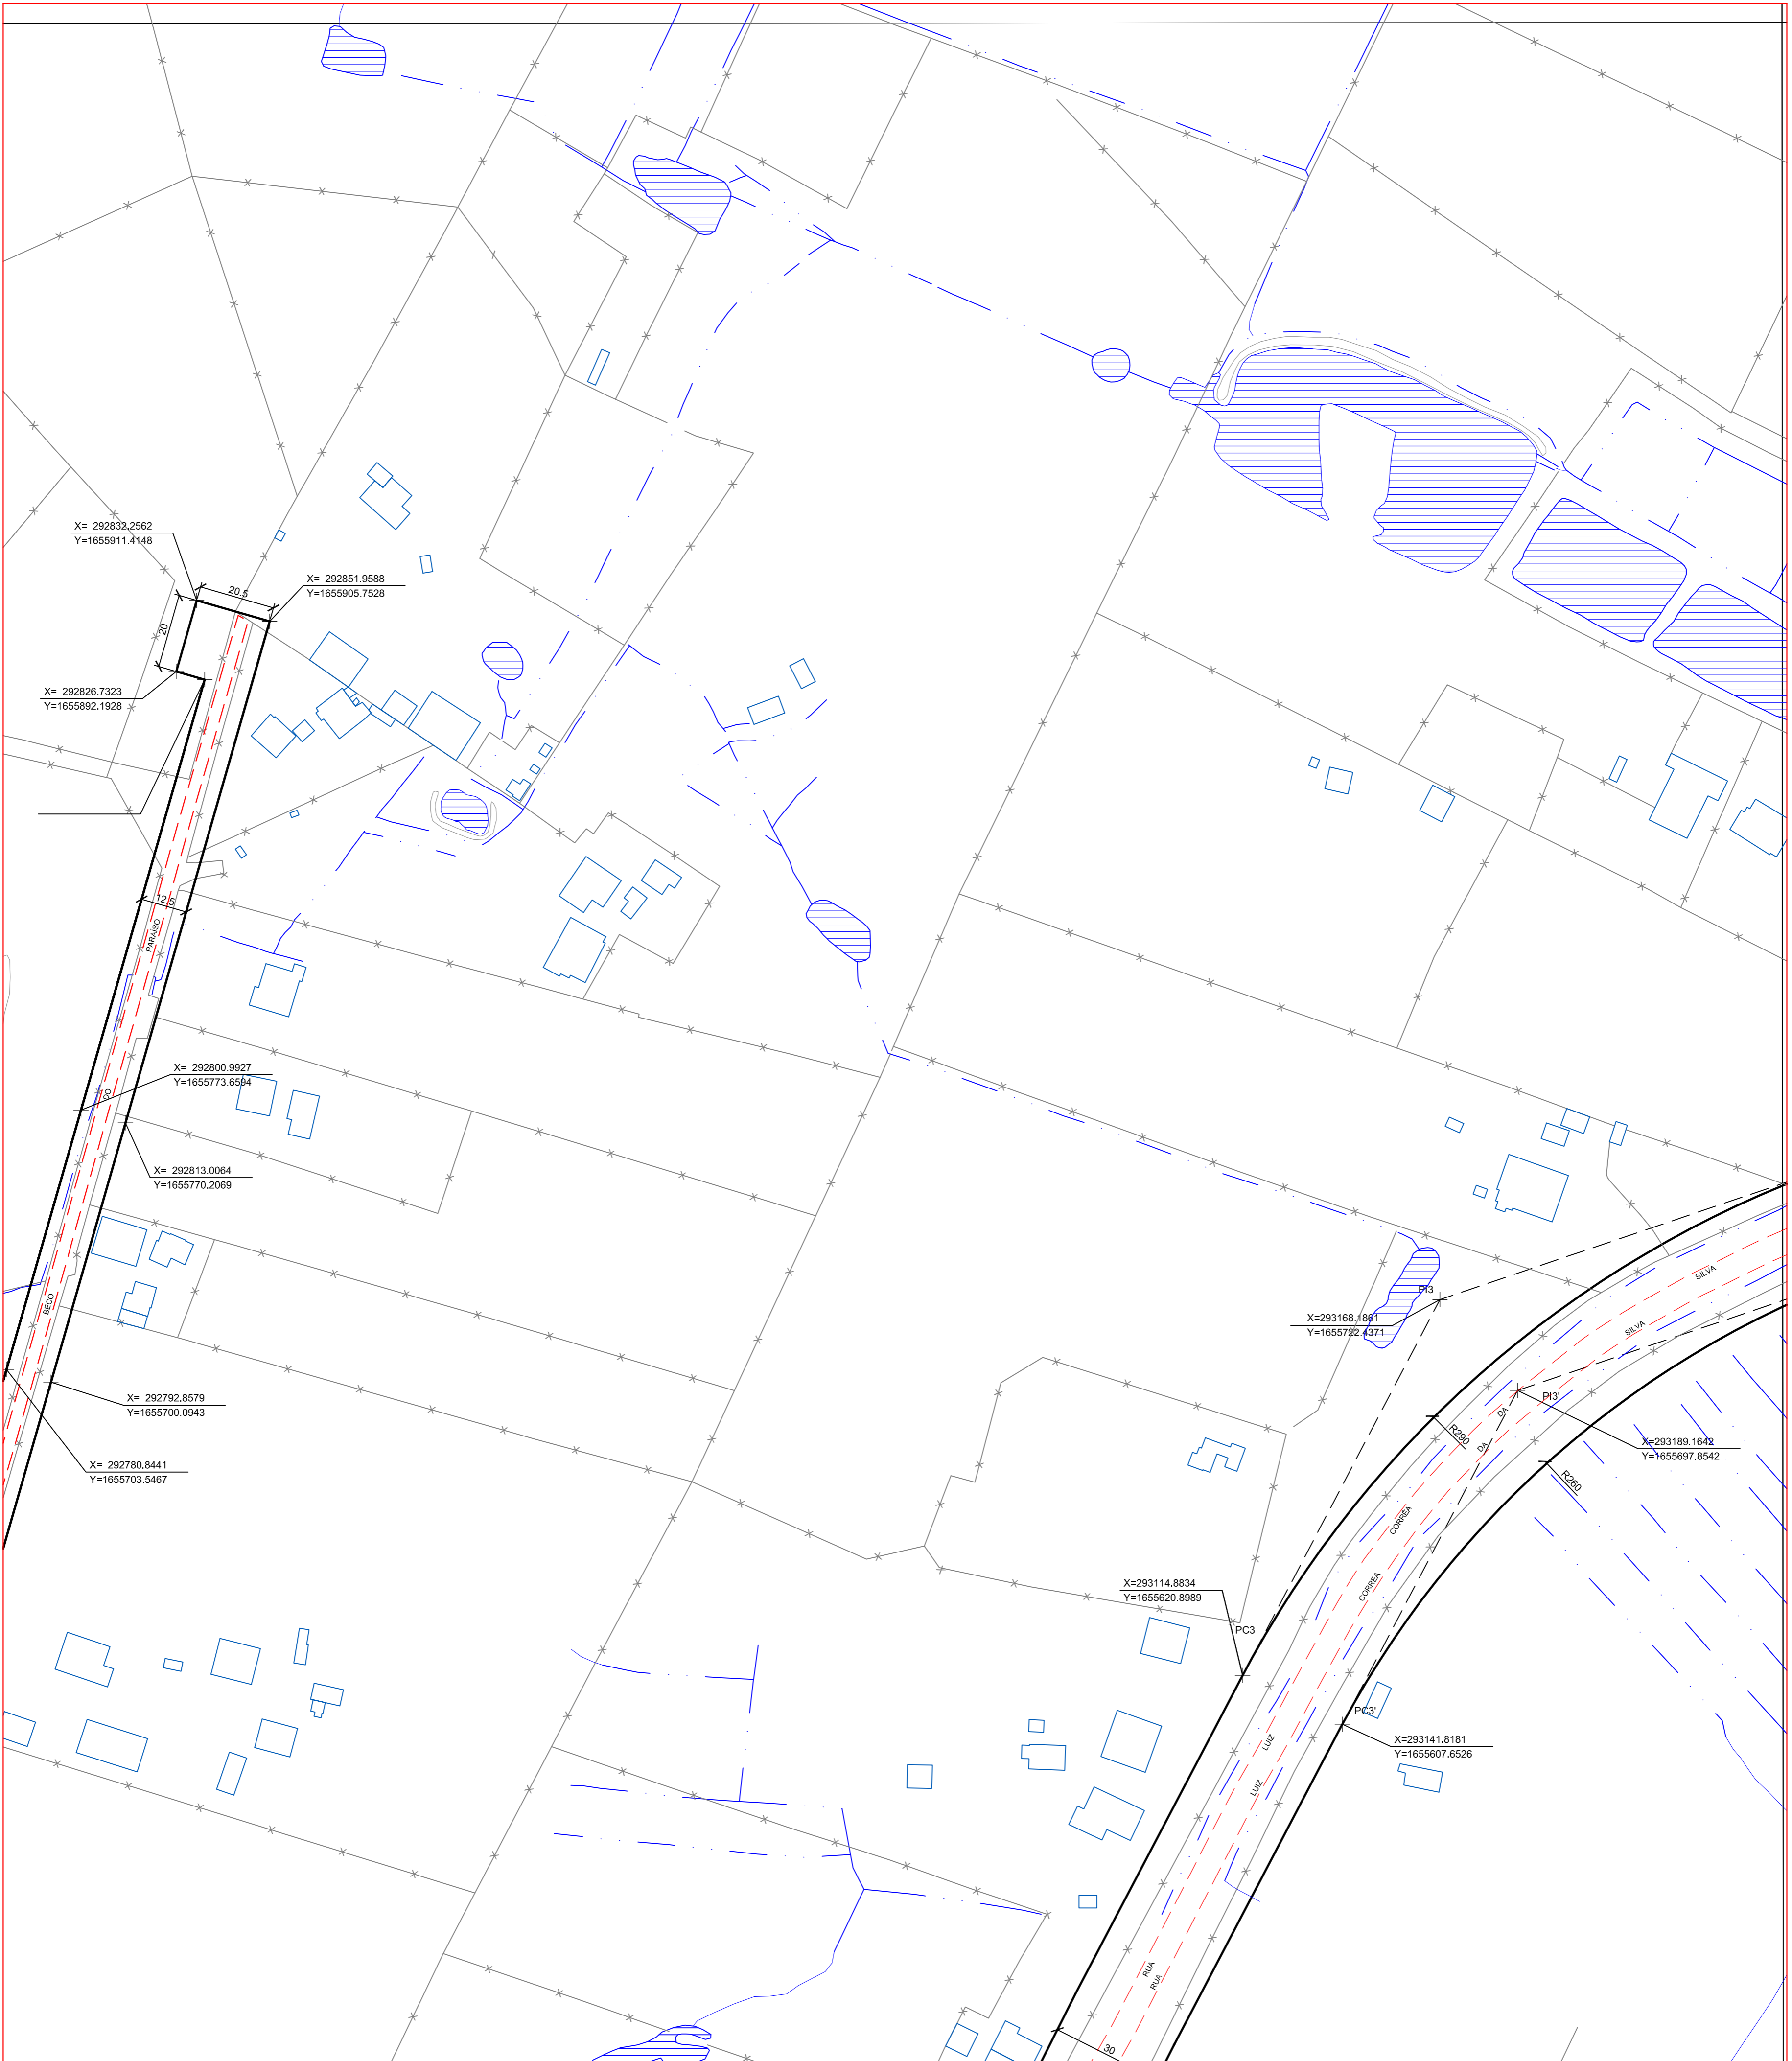 X= 292832.2562
Y=1655911.4148
X= 292851.9588
Y=1655905.7528
20.5
20
X= 292826.7323
Y=1655892.1928
12.5
PARAÍSO
X= 292800.9927
Y=1655773.6594
DO
X= 292813.0064
Y=1655770.2069
BECO
SILVA
PI3
X=293168.1861
Y=1655722.4371
SILVA
X= 292792.8579
Y=1655700.0943
PI3'
DA
R290
DA
X=293189.1642
Y=1655697.8542
X= 292780.8441
Y=1655703.5467
R260
CORRÊA
CORREA
X=293114.8834
Y=1655620.8989
PC3
PC3'
X=293141.8181
Y=1655607.6526
LUIZ
LUIZ
RUA
RUA
30